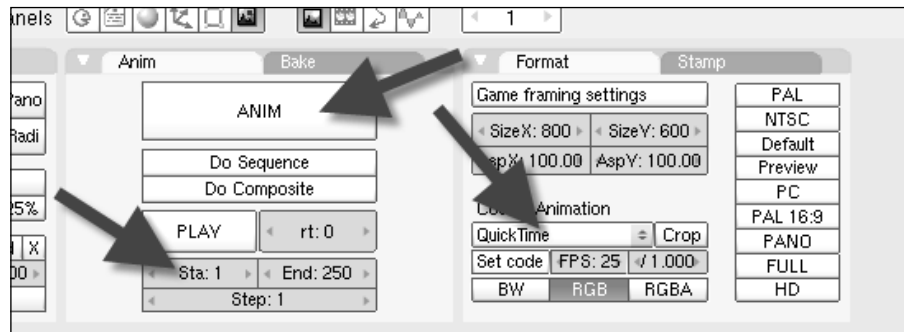 anels 1
Anim Bake Format Stamp
Pano ANIM Game framing settings PAL
Radi SizeX: 800 SizeY: 600 NTSC
Do Sequence Default
Do Composite AspX: 100.00 AspY: 100.00 Preview
25% PC
PLAY rt: 0 Animation PAL 16:9
X QuickTime Crop PANO
00 Sta: 1 End: 250 Set code FPS: 25 / 1.000 FULL
Step: 1 BW RGB RGBA HD